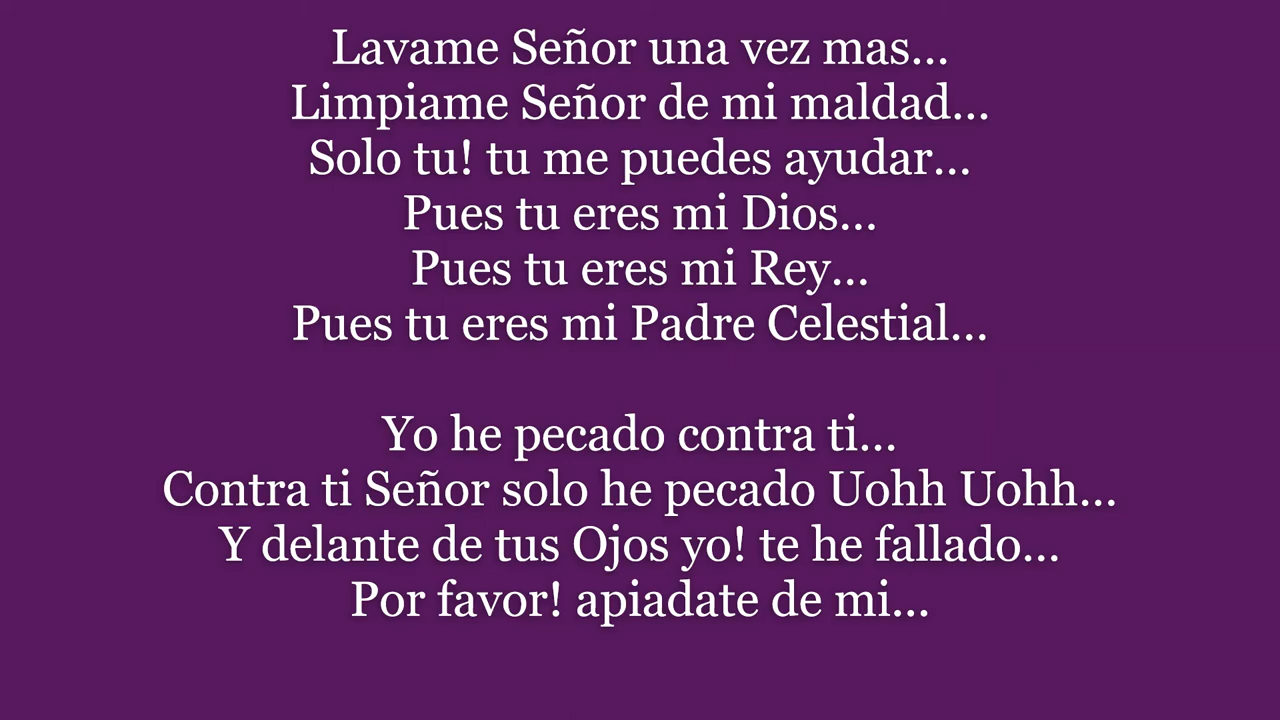 Lavame Señor una vez mas...
Limpiame Señor de mi maldad...
Solo tu! tu me puedes ayudar...
Pues tu eres mi Dios...
Pues tu eres mi Rey...
Pues tu eres mi Padre Celestial...
Yo he pecado contra ti...
Contra ti Señor solo he pecado Uohh Uohh...
Y delante de tus Ojos yo! te he fallado...
Por favor! apiadate de mi...